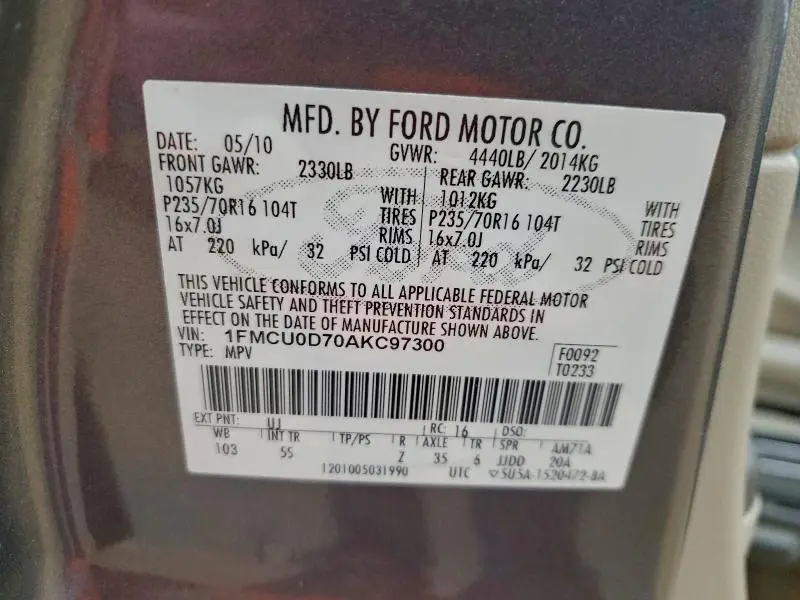 MFD. BY FORD MOTOR CO.
DATE: 05/10 GVWR: 4440LB/ 2014KG
FRONT GAWR: 2330LB REAR GAWR: 2230LB
1057KG WITH 1012KG WITH
P235/70R16 104T TIRES P235/70R16 104T TIRES
16x7.0J RIMS 16x7.0J RIMS
AT 220 kPa/ 32 PSI COLD AT 220 kPa/ 32 PSI COLD
THIS VEHICLE CONFORMS TO ALL APPLICABLE FEDERAL MOTOR
VEHICLE SAFETY AND THEFT PREVENTION STANDARDS IN
EFFECT ON THE DATE OF MANUFACTURE SHOWN ABOVE.
VIN: 1FMCU0D70AKC97300
TYPE: MPV
F0092
T0233
EXT PNT: UJ RC: 16 DSO:
WB INT TR TP/PS R AXLE TR SPR
103 55 Z 35 6 JJDD 20A
1201005031990 UTC